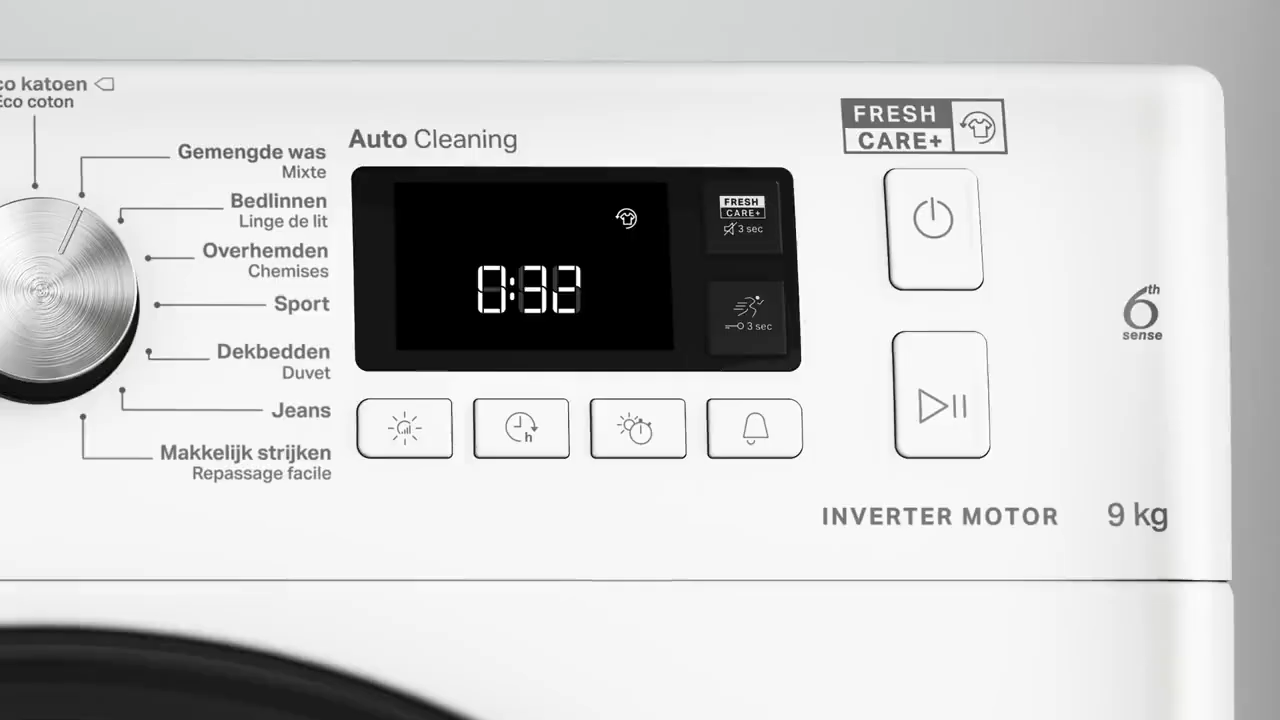 co katoen
Eco coton
Gemengde was
Mixte
Bedlinnen
Linge de lit
Overhemden
Chemises
Sport
Dekbedden
Duvet
Jeans
Makkelijk strijken
Repassage facile
Auto Cleaning
0:32
FRESH
CARE+
3 sec
3 sec
h
FRESH
CARE+
6th
sense
INVERTER MOTOR
9 kg